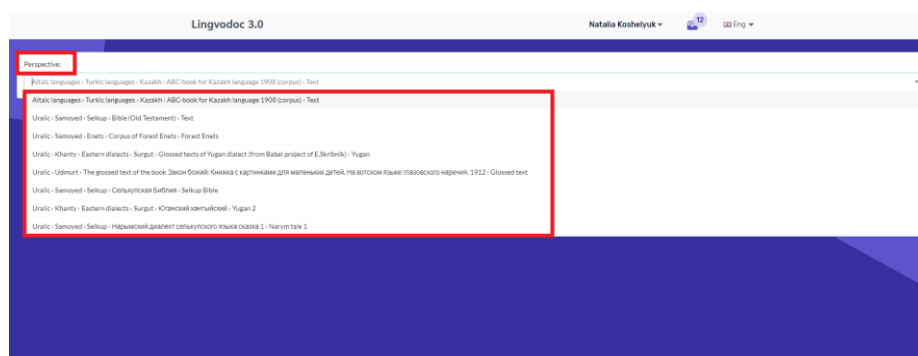 Lingvodoc 3.0
Natalia Koshelyuk
12
Eng
Perspective:
Altaic languages › Turkic languages › Kazakh › ABC-book for Kazakh language 1908 (corpus) › Text
Altaic languages › Turkic languages › Kazakh › ABC-book for Kazakh language 1908 (corpus) › Text
Uralic › Samoyed › Selkup › Bible (Old Testament) › Text
Uralic › Samoyed › Enets › Corpus of Forest Enets › Forest Enets
Uralic › Khanty › Eastern dialects › Surgut › Glossed texts of Yugan dialect (from Babel project of E.Skribnik) › Yugan
Uralic › Udmurt › The glossed text of the book Закон божий: Книжка с картинками для маленьких детей. На вотском языке глазовского наречия. 1912 › Glossed text
Uralic › Samoyed › Selkup › Селькупская Библия › Selkup Bible
Uralic › Khanty › Eastern dialects › Surgut › Юганский хантыйский › Yugan 2
Uralic › Samoyed › Selkup › Нарымский диалект селькупского языка сказка 1 › Narym tale 1